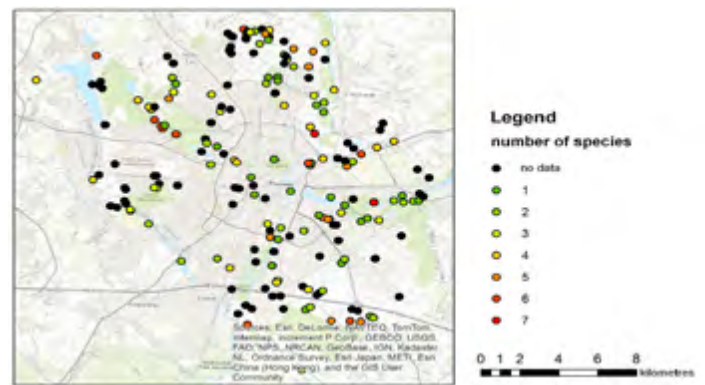 Legend
number of species
no data
1
2
3
4
5
6
7
Sources: Esri, DeLorme, NAVTEQ, TomTom,
Intermap, increment P Corp., GEBCO, USGS,
FAO, NPS, NRCAN, GeoBase, IGN, Kadaster
NL, Ordnance Survey, Esri Japan, METI, Esri
China (Hong Kong), and the GIS User
Community
0 1 2 4 6 8
kilometres